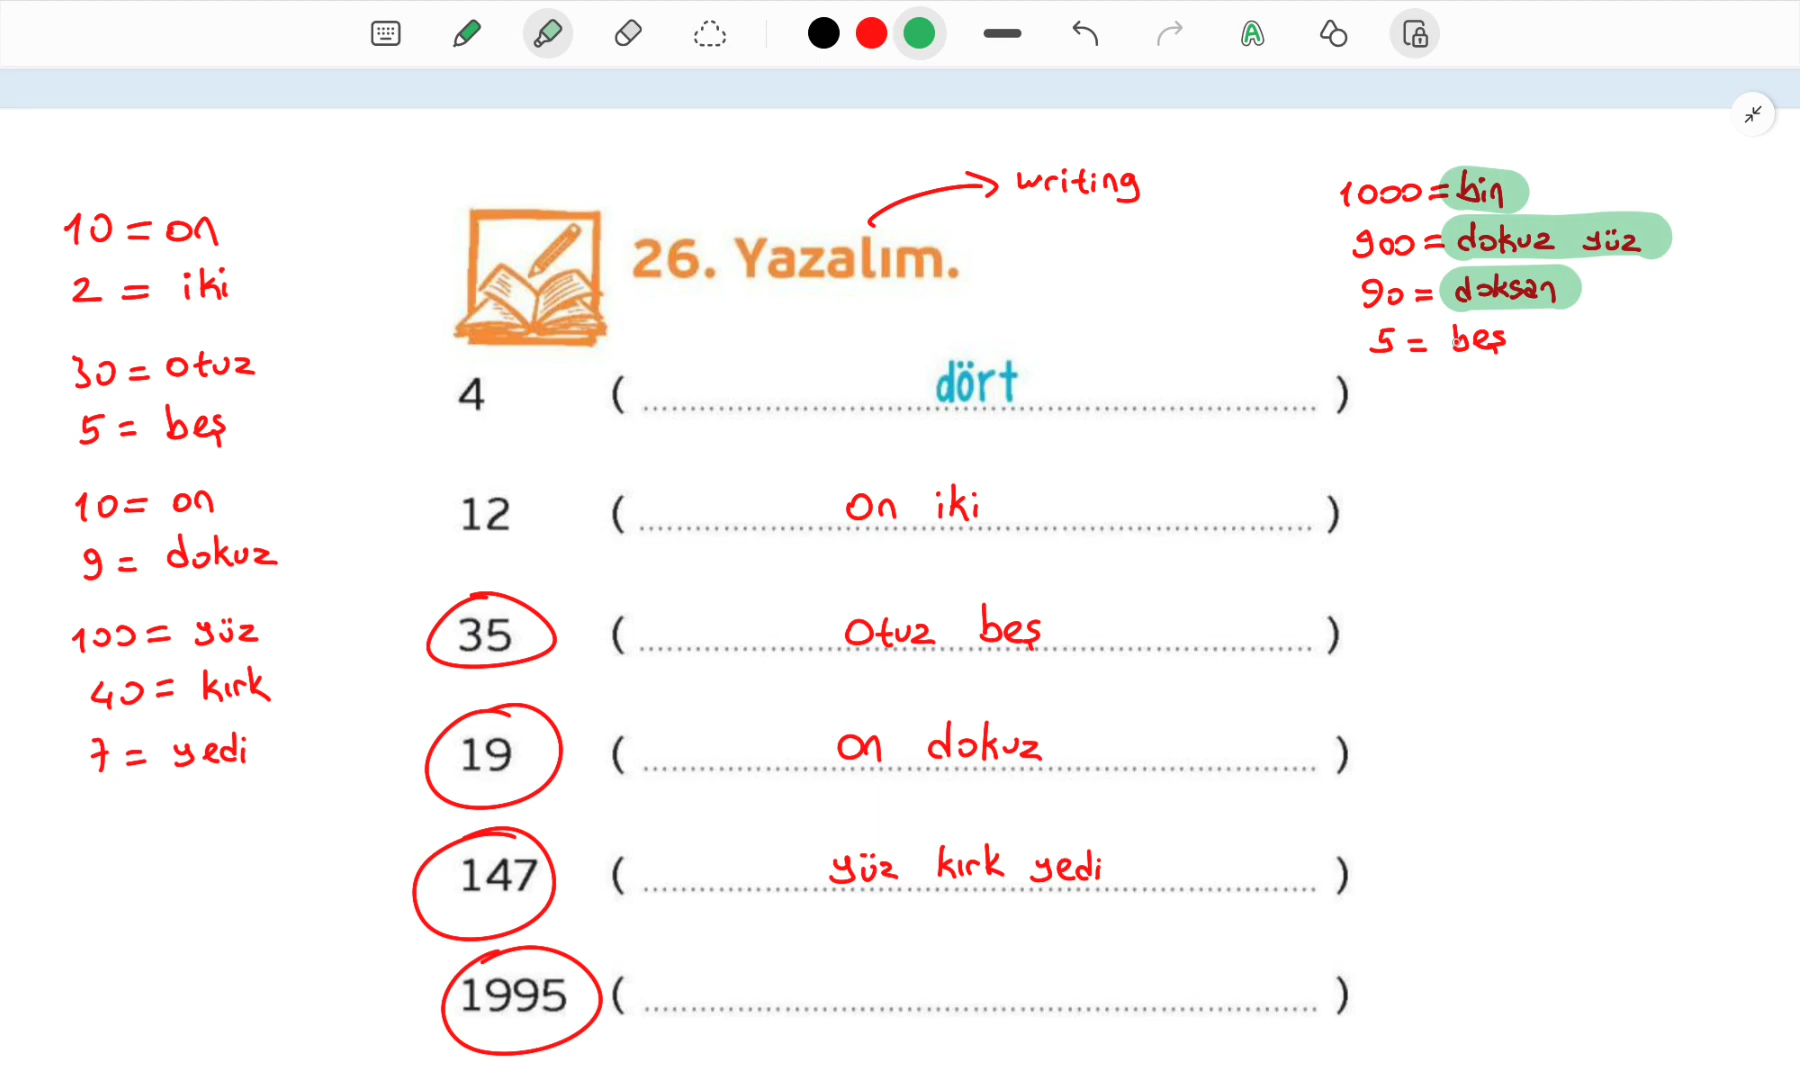 writing
26. Yazalım.
10 = on
2 = iki
30 = otuz
5 = beş
10 = on
9 = dokuz
100 = yüz
40 = kırk
7 = yedi
1000 = bin
900 = dokuz yüz
90 = doksan
5 = beş
4 (dört)
12 (on iki)
35 (otuz beş)
19 (on dokuz)
147 (yüz kırk yedi)
1995 ( )